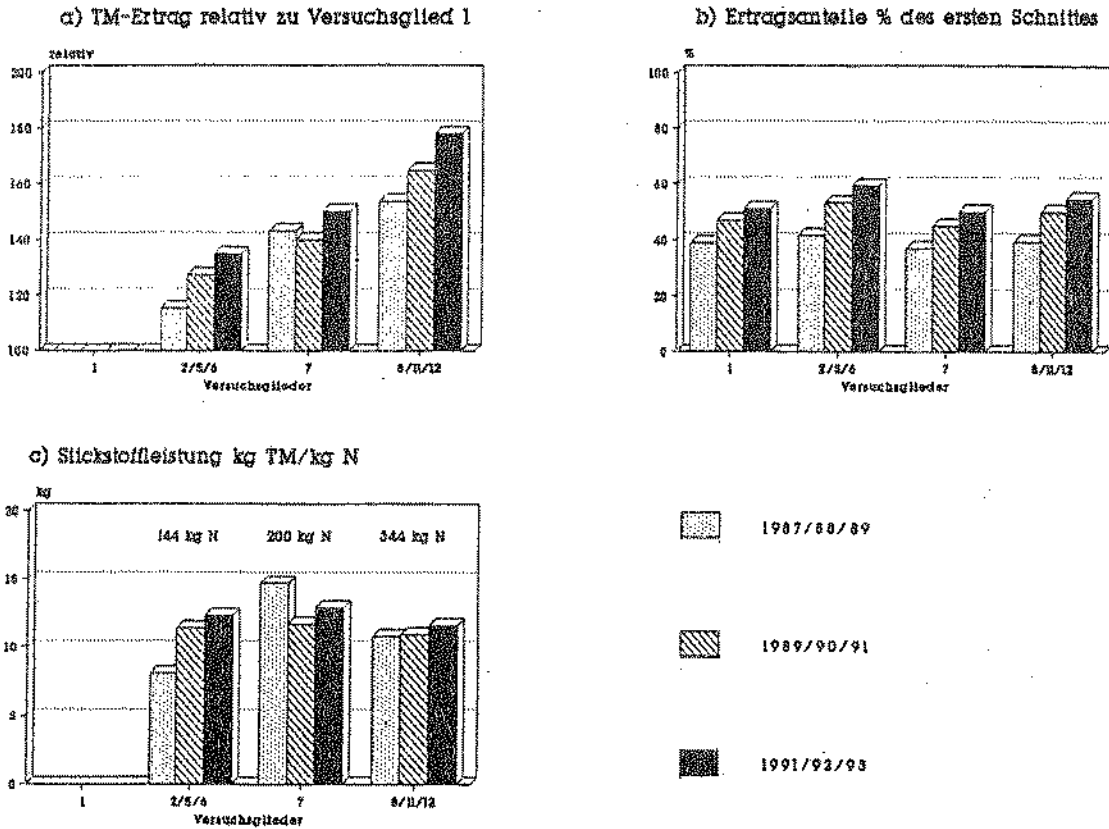 a) TM-Ertrag relativ zu Versuchsglied 1
relativ
200
180
160
140
120
100
1 2/5/6 7 8/11/12
Versuchsglieder
b) Ertragsanteile % des ersten Schnittes
%
100
80
60
40
20
0
1 2/5/6 7 8/11/12
Versuchsglieder
c) Stickstoffleistung kg TM/kg N
kg
20
144 kg N 200 kg N 344 kg N
15
10
5
0
1 2/5/6 7 8/11/12
Versuchsglieder
1987/88/89
1989/90/91
1991/92/93